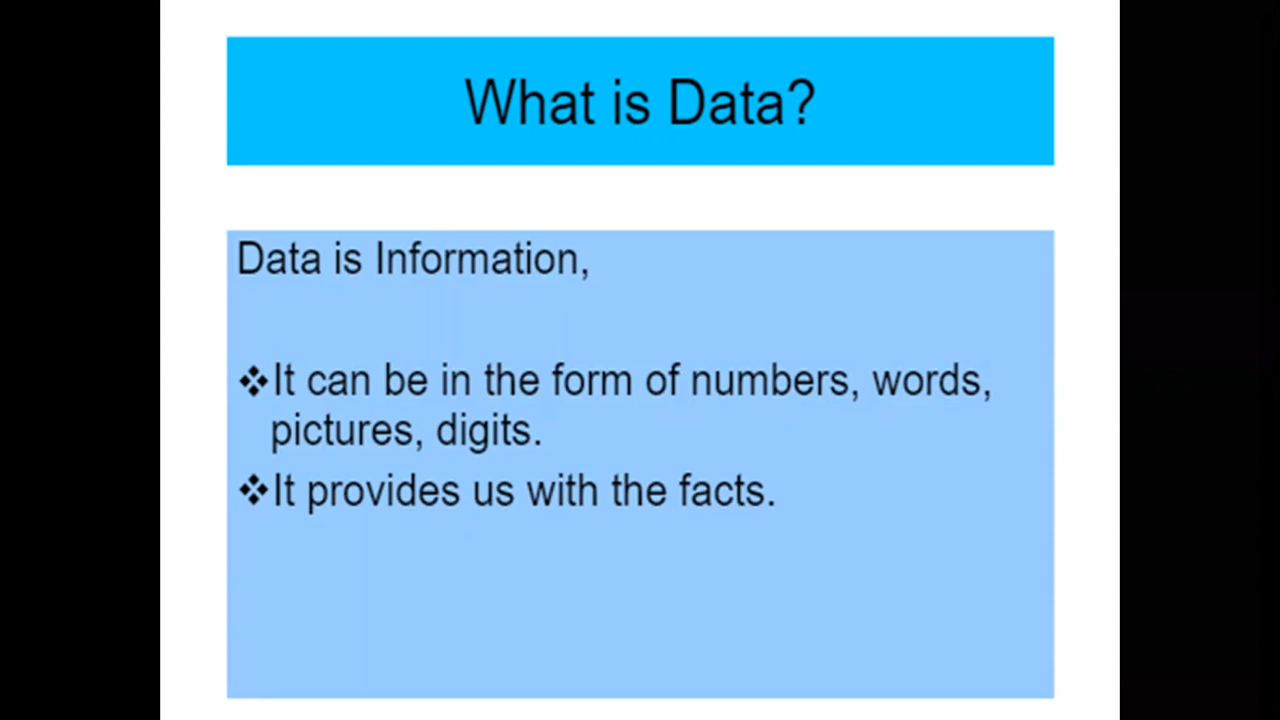 What is Data?
Data is Information,
❖It can be in the form of numbers, words,
pictures, digits.
❖It provides us with the facts.